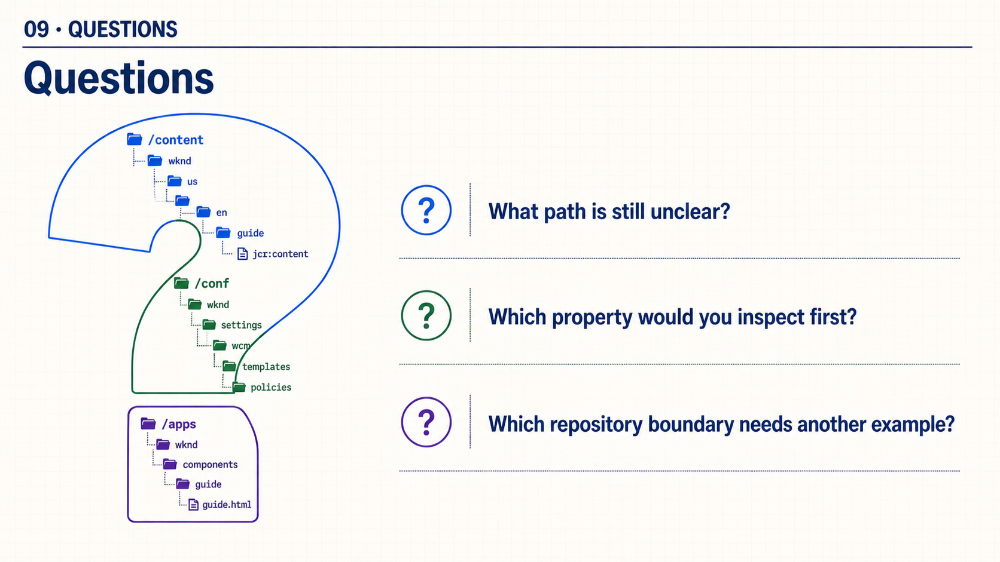 09 · QUESTIONS
Questions
/content
wknd
us
en
guide
jcr:content
/conf
wknd
settings
wcm
templates
policies
/apps
wknd
components
guide
guide.html
?
What path is still unclear?
?
Which property would you inspect first?
?
Which repository boundary needs another example?